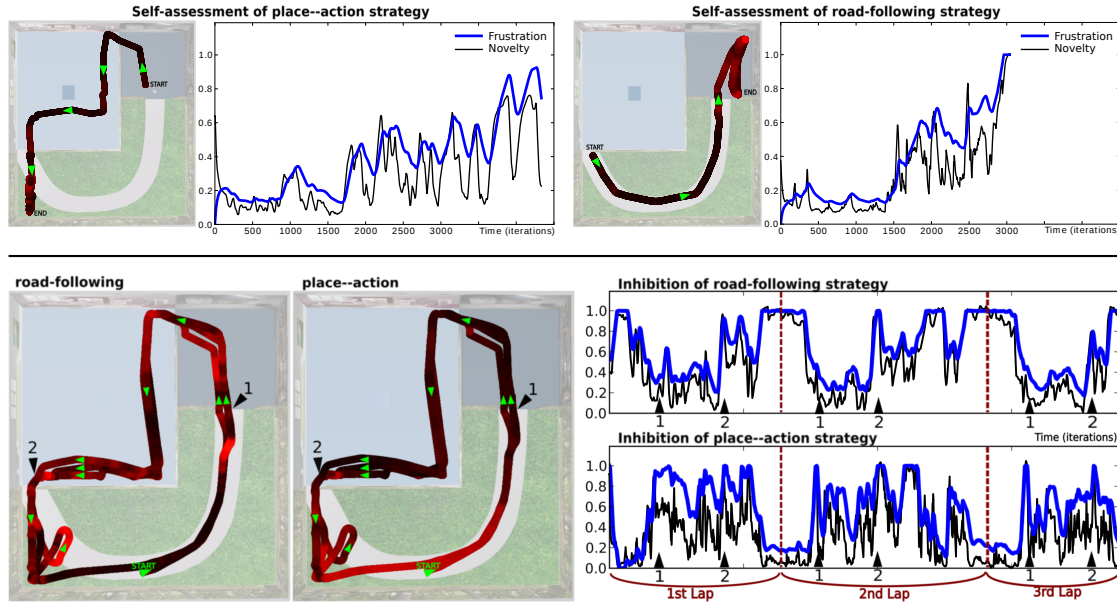 Self-assessment of place--action strategy
START
END
1.0
0.8
0.6
0.4
0.2
0.0
Frustration
Novelty
0 500 1000 1500 2000 2500 3000
Time (iterations)
Self-assessment of road-following strategy
START
END
1.0
0.8
0.6
0.4
0.2
0.0
Frustration
Novelty
0 500 1000 1500 2000 2500 3000
Time (iterations)
road-following
1
2
START
place--action
1
2
START
Inhibition of road-following strategy
1.0
0.8
0.6
0.4
0.2
0.0
1 2 1 2 1 2
Time (iterations)
Inhibition of place--action strategy
1.0
0.8
0.6
0.4
0.2
0.0
1 2 1 2 1 2
1st Lap 2nd Lap 3rd Lap